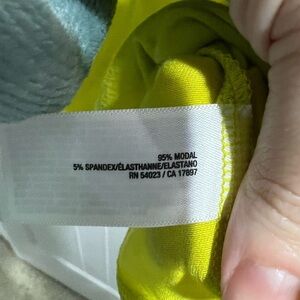 95% MODAL
5% SPANDEX/ÉLASTHANNE/ELASTANO
RN 54023 / CA 17897